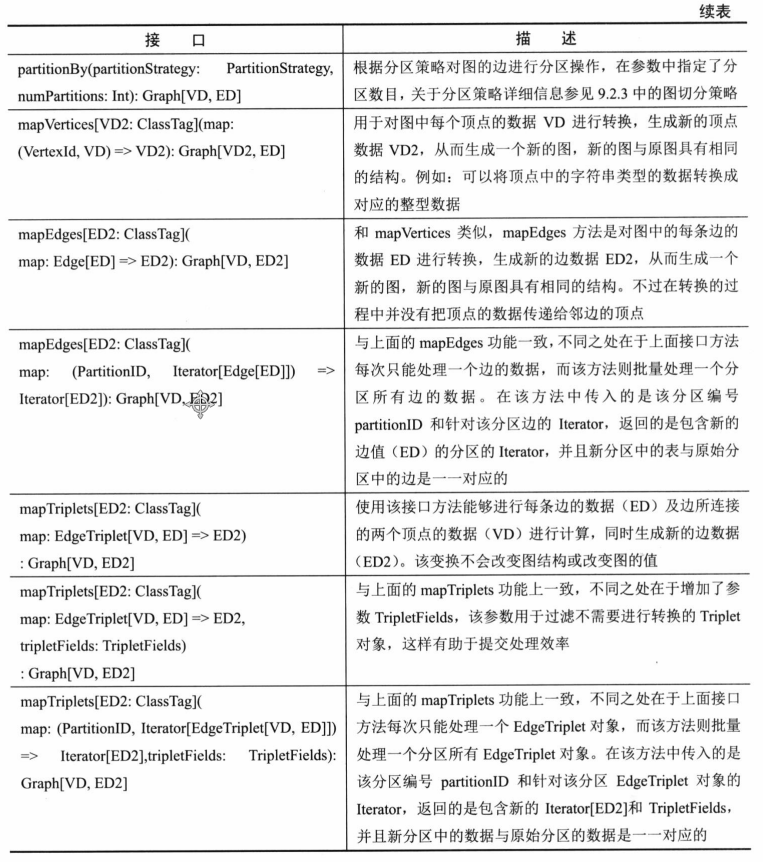 续表
接 口
描 述
partitionBy(partitionStrategy: PartitionStrategy,
numPartitions: Int): Graph[VD, ED]
根据分区策略对图的边进行分区操作，在参数中指定了分
区数目，关于分区策略详细信息参见 9.2.3 中的图切分策略
mapVertices[VD2: ClassTag](map:
(VertexId, VD) => VD2): Graph[VD2, ED]
用于对图中每个顶点的数据 VD 进行转换，生成新的顶点
数据 VD2，从而生成一个新的图，新的图与原图具有相同
的结构。例如：可以将顶点中的字符串类型的数据转换成
对应的整型数据
mapEdges[ED2: ClassTag](
map: Edge[ED] => ED2): Graph[VD, ED2]
和 mapVertices 类似，mapEdges 方法是对图中的每条边的
数据 ED 进行转换，生成新的边数据 ED2，从而生成一个
新的图，新的图与原图具有相同的结构。不过在转换的过
程中并没有把顶点的数据传递给邻边的顶点
mapEdges[ED2: ClassTag](
map: (PartitionID, Iterator[Edge[ED]]) =>
Iterator[ED2]): Graph[VD, ED2]
与上面的 mapEdges 功能一致，不同之处在于上面接口方法
每次只能处理一个边的数据，而该方法则批量处理一个分
区所有边的数据。在该方法中传入的是该分区编号
partitionID 和针对该分区边的 Iterator，返回的是包含新的
边值（ED）的分区的 Iterator，并且新分区中的表与原始分
区中的边是一一对应的
mapTriplets[ED2: ClassTag](
map: EdgeTriplet[VD, ED] => ED2)
: Graph[VD, ED2]
使用该接口方法能够进行每条边的数据（ED）及边所连接
的两个顶点的数据（VD）进行计算，同时生成新的边数据
（ED2）。该变换不会改变图结构或改变图的值
mapTriplets[ED2: ClassTag](
map: EdgeTriplet[VD, ED] => ED2,
tripletFields: TripletFields)
: Graph[VD, ED2]
与上面的 mapTriplets 功能上一致，不同之处在于增加了参
数 TripletFields，该参数用于过滤不需要进行转换的 Triplet
对象，这样有助于提交处理效率
mapTriplets[ED2: ClassTag](
map: (PartitionID, Iterator[EdgeTriplet[VD, ED]])
=> Iterator[ED2],tripletFields: TripletFields):
Graph[VD, ED2]
与上面的 mapTriplets 功能上一致，不同之处在于上面接口
方法每次只能处理一个 EdgeTriplet 对象，而该方法则批量
处理一个分区所有 EdgeTriplet 对象。在该方法中传入的是
该分区编号 partitionID 和针对该分区 EdgeTriplet 对象的
Iterator，返回的是包含新的 Iterator[ED2]和 TripletFields，
并且新分区中的数据与原始分区的数据是一一对应的